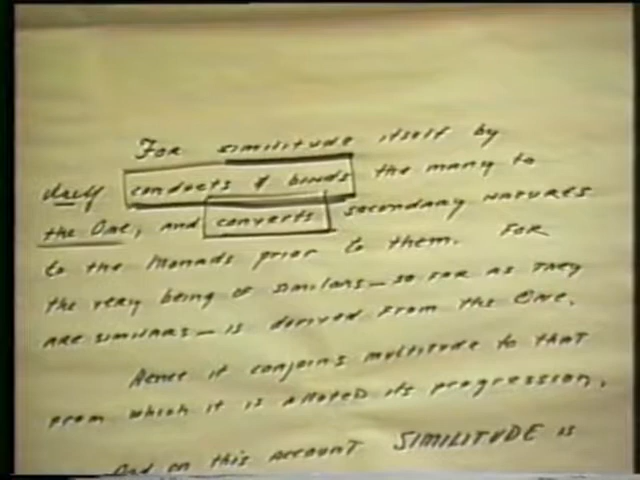 For similitude itself by
itself conducts & binds the many to
the One, and converts secondary natures
to the Monads prior to them. For
the very being of similars — so far as they
are similars — is derived from the One.
Hence it conjoins multitude to that
from which it is alloted its progression.
And on this account SIMILITUDE is